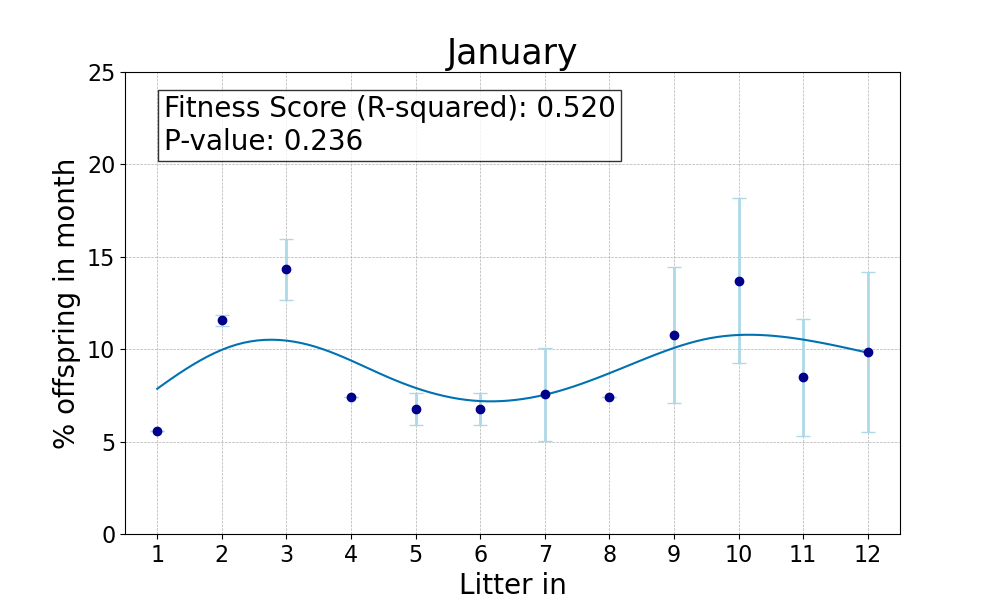 January
Fitness Score (R-squared): 0.520
P-value: 0.236
% offspring in month
25
20
15
10
5
0
1 2 3 4 5 6 7 8 9 10 11 12
Litter in